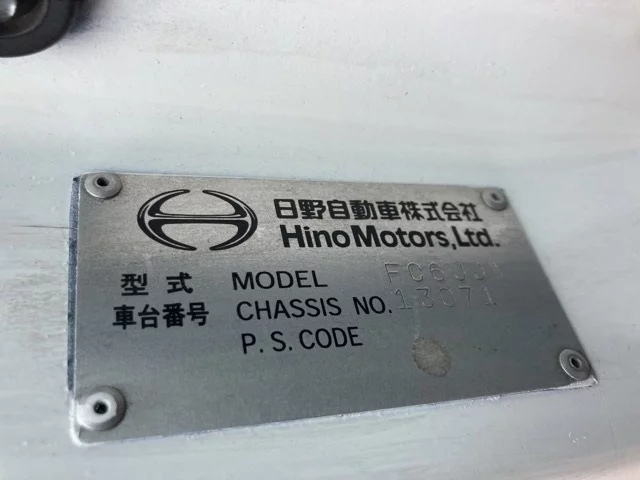 日野自動車株式会社
Hino Motors, Ltd.
型式 MODEL FC6JJA
車台番号 CHASSIS NO. 13071
P.S.CODE